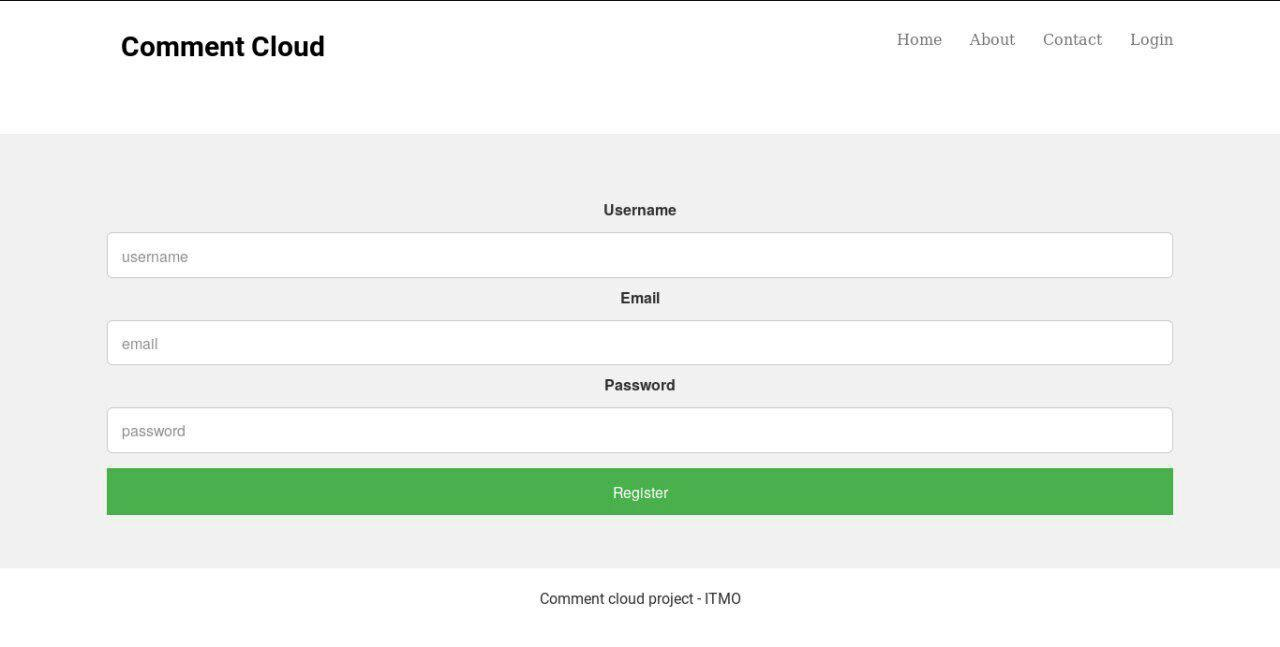 Comment Cloud
Home About Contact Login
Username
username
Email
email
Password
password
Register
Comment cloud project - ITMO